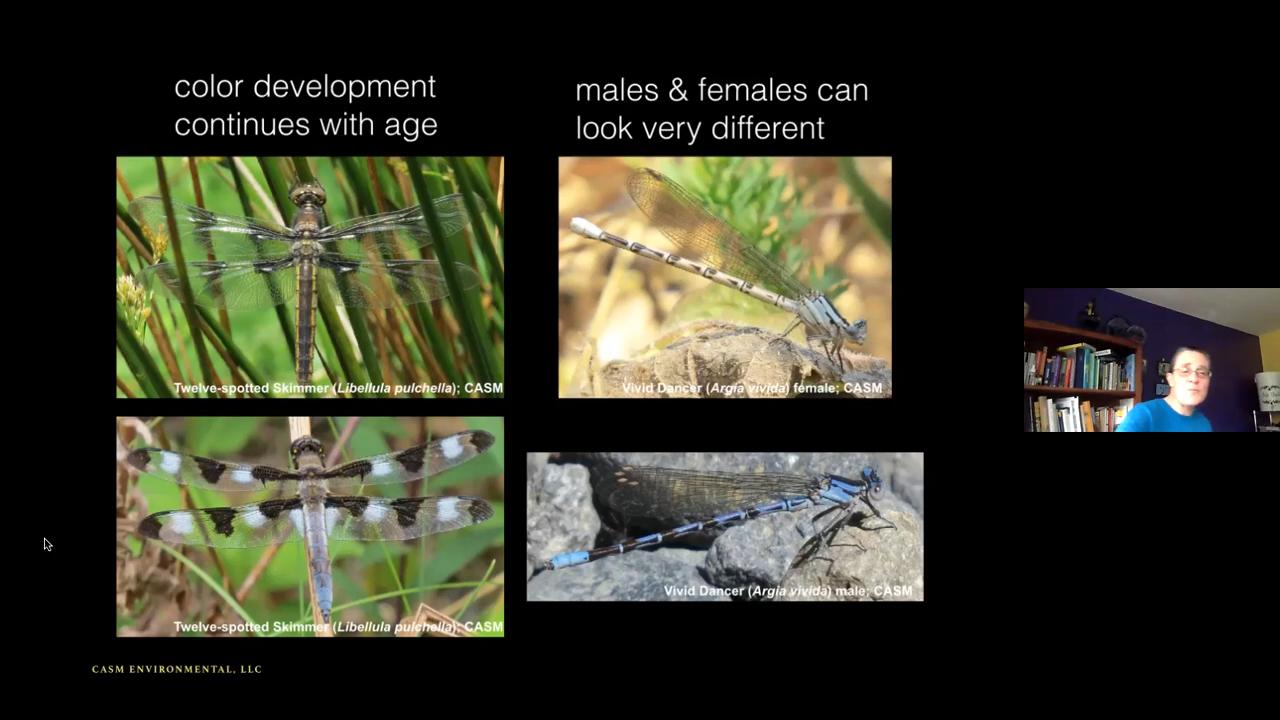 color development
continues with age
males & females can
look very different
Twelve-spotted Skimmer (Libellula pulchella); CASM
Vivid Dancer (Argia vivida) female; CASM
Twelve-spotted Skimmer (Libellula pulchella); CASM
Vivid Dancer (Argia vivida) male; CASM
CASM ENVIRONMENTAL, LLC